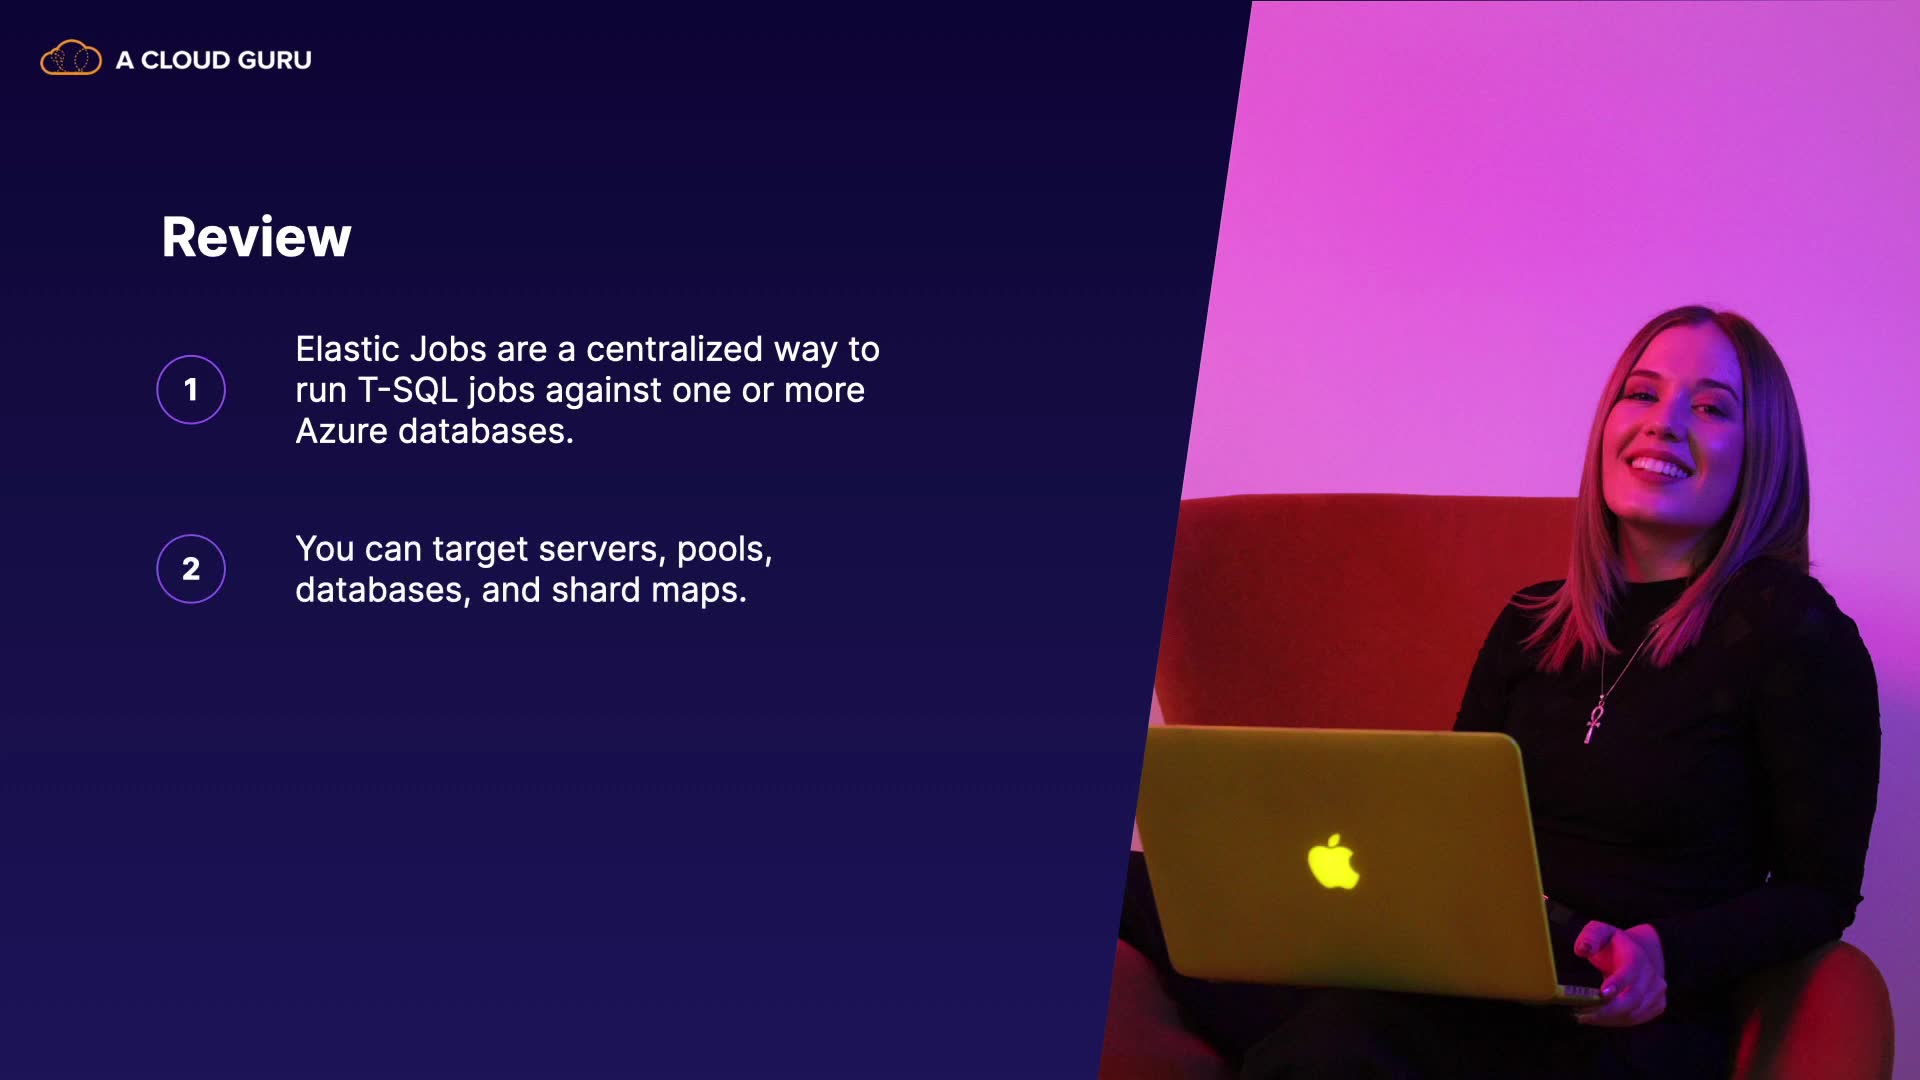 A CLOUD GURU
Review
1
Elastic Jobs are a centralized way to
run T-SQL jobs against one or more
Azure databases.
2
You can target servers, pools,
databases, and shard maps.